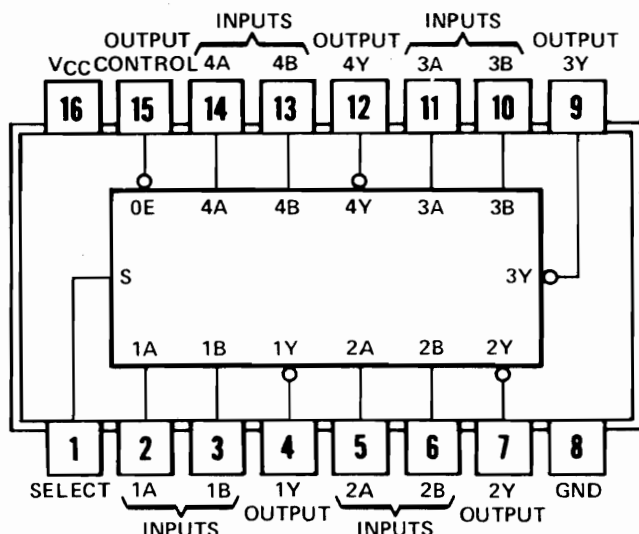 INPUTS INPUTS
OUTPUT OUTPUT OUTPUT
VCC CONTROL 4A 4B 4Y 3A 3B 3Y
16 15 14 13 12 11 10 9
0E 4A 4B 4Y 3A 3B
S 3Y
1A 1B 1Y 2A 2B 2Y
1 2 3 4 5 6 7 8
SELECT 1A 1B 1Y 2A 2B 2Y GND
INPUTS OUTPUT INPUTS OUTPUT